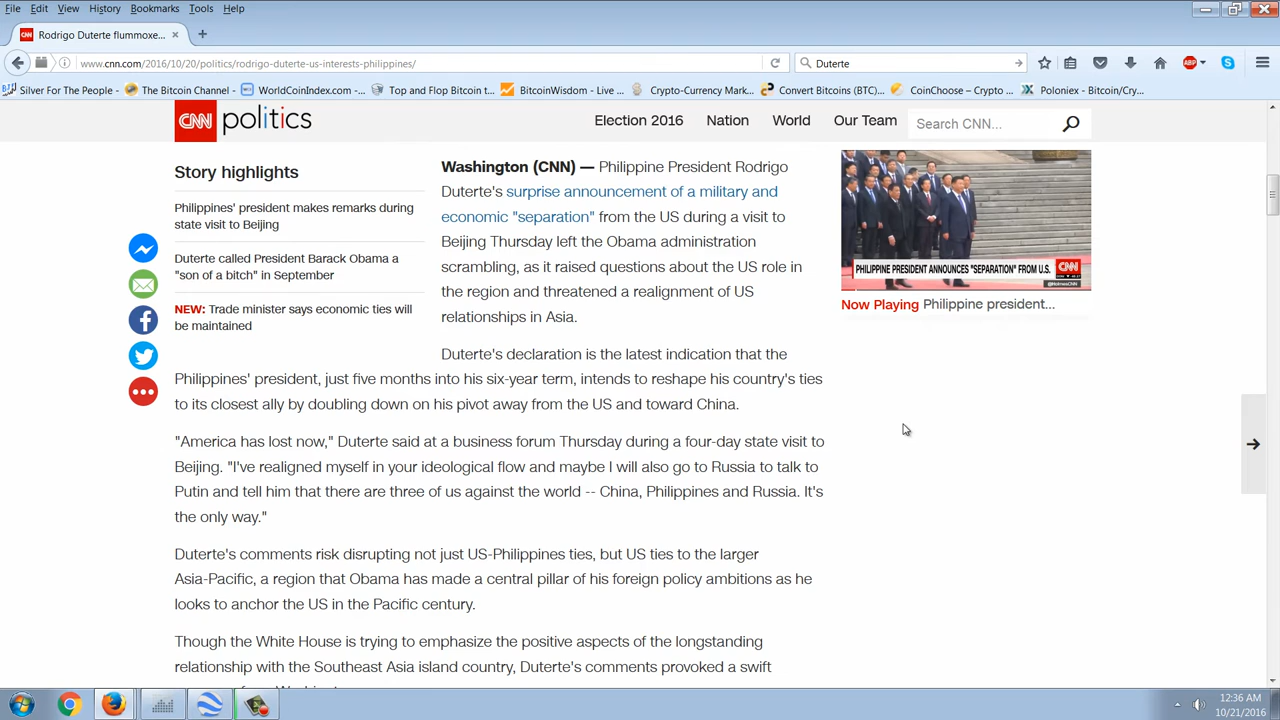 File Edit View History Bookmarks Tools Help
CNN Rodrigo Duterte flummoxe...
www.cnn.com/2016/10/20/politics/rodrigo-duterte-us-interests-philippines/
Duterte
ABP
Silver For The People - The Bitcoin Channel - WorldCoinIndex.com -... Top and Flop Bitcoin t... BitcoinWisdom - Live ... Crypto-Currency Mark... Convert Bitcoins (BTC)... CoinChoose – Crypto ... Poloniex - Bitcoin/Cry...
CNN politics
Election 2016 Nation World Our Team
Search CNN...
Story highlights
Philippines' president makes remarks during
state visit to Beijing
Duterte called President Barack Obama a
"son of a bitch" in September
NEW: Trade minister says economic ties will
be maintained
Washington (CNN) — Philippine President Rodrigo
Duterte's surprise announcement of a military and
economic "separation" from the US during a visit to
Beijing Thursday left the Obama administration
scrambling, as it raised questions about the US role in
the region and threatened a realignment of US
relationships in Asia.
Duterte's declaration is the latest indication that the
Philippines' president, just five months into his six-year term, intends to reshape his country's ties
to its closest ally by doubling down on his pivot away from the US and toward China.
"America has lost now," Duterte said at a business forum Thursday during a four-day state visit to
Beijing. "I've realigned myself in your ideological flow and maybe I will also go to Russia to talk to
Putin and tell him that there are three of us against the world -- China, Philippines and Russia. It's
the only way."
Duterte's comments risk disrupting not just US-Philippines ties, but US ties to the larger
Asia-Pacific, a region that Obama has made a central pillar of his foreign policy ambitions as he
looks to anchor the US in the Pacific century.
Though the White House is trying to emphasize the positive aspects of the longstanding
relationship with the Southeast Asia island country, Duterte's comments provoked a swift
PHILIPPINE PRESIDENT ANNOUNCES "SEPARATION" FROM U.S.
CNN
Now Playing Philippine president...
12:36 AM
10/21/2016